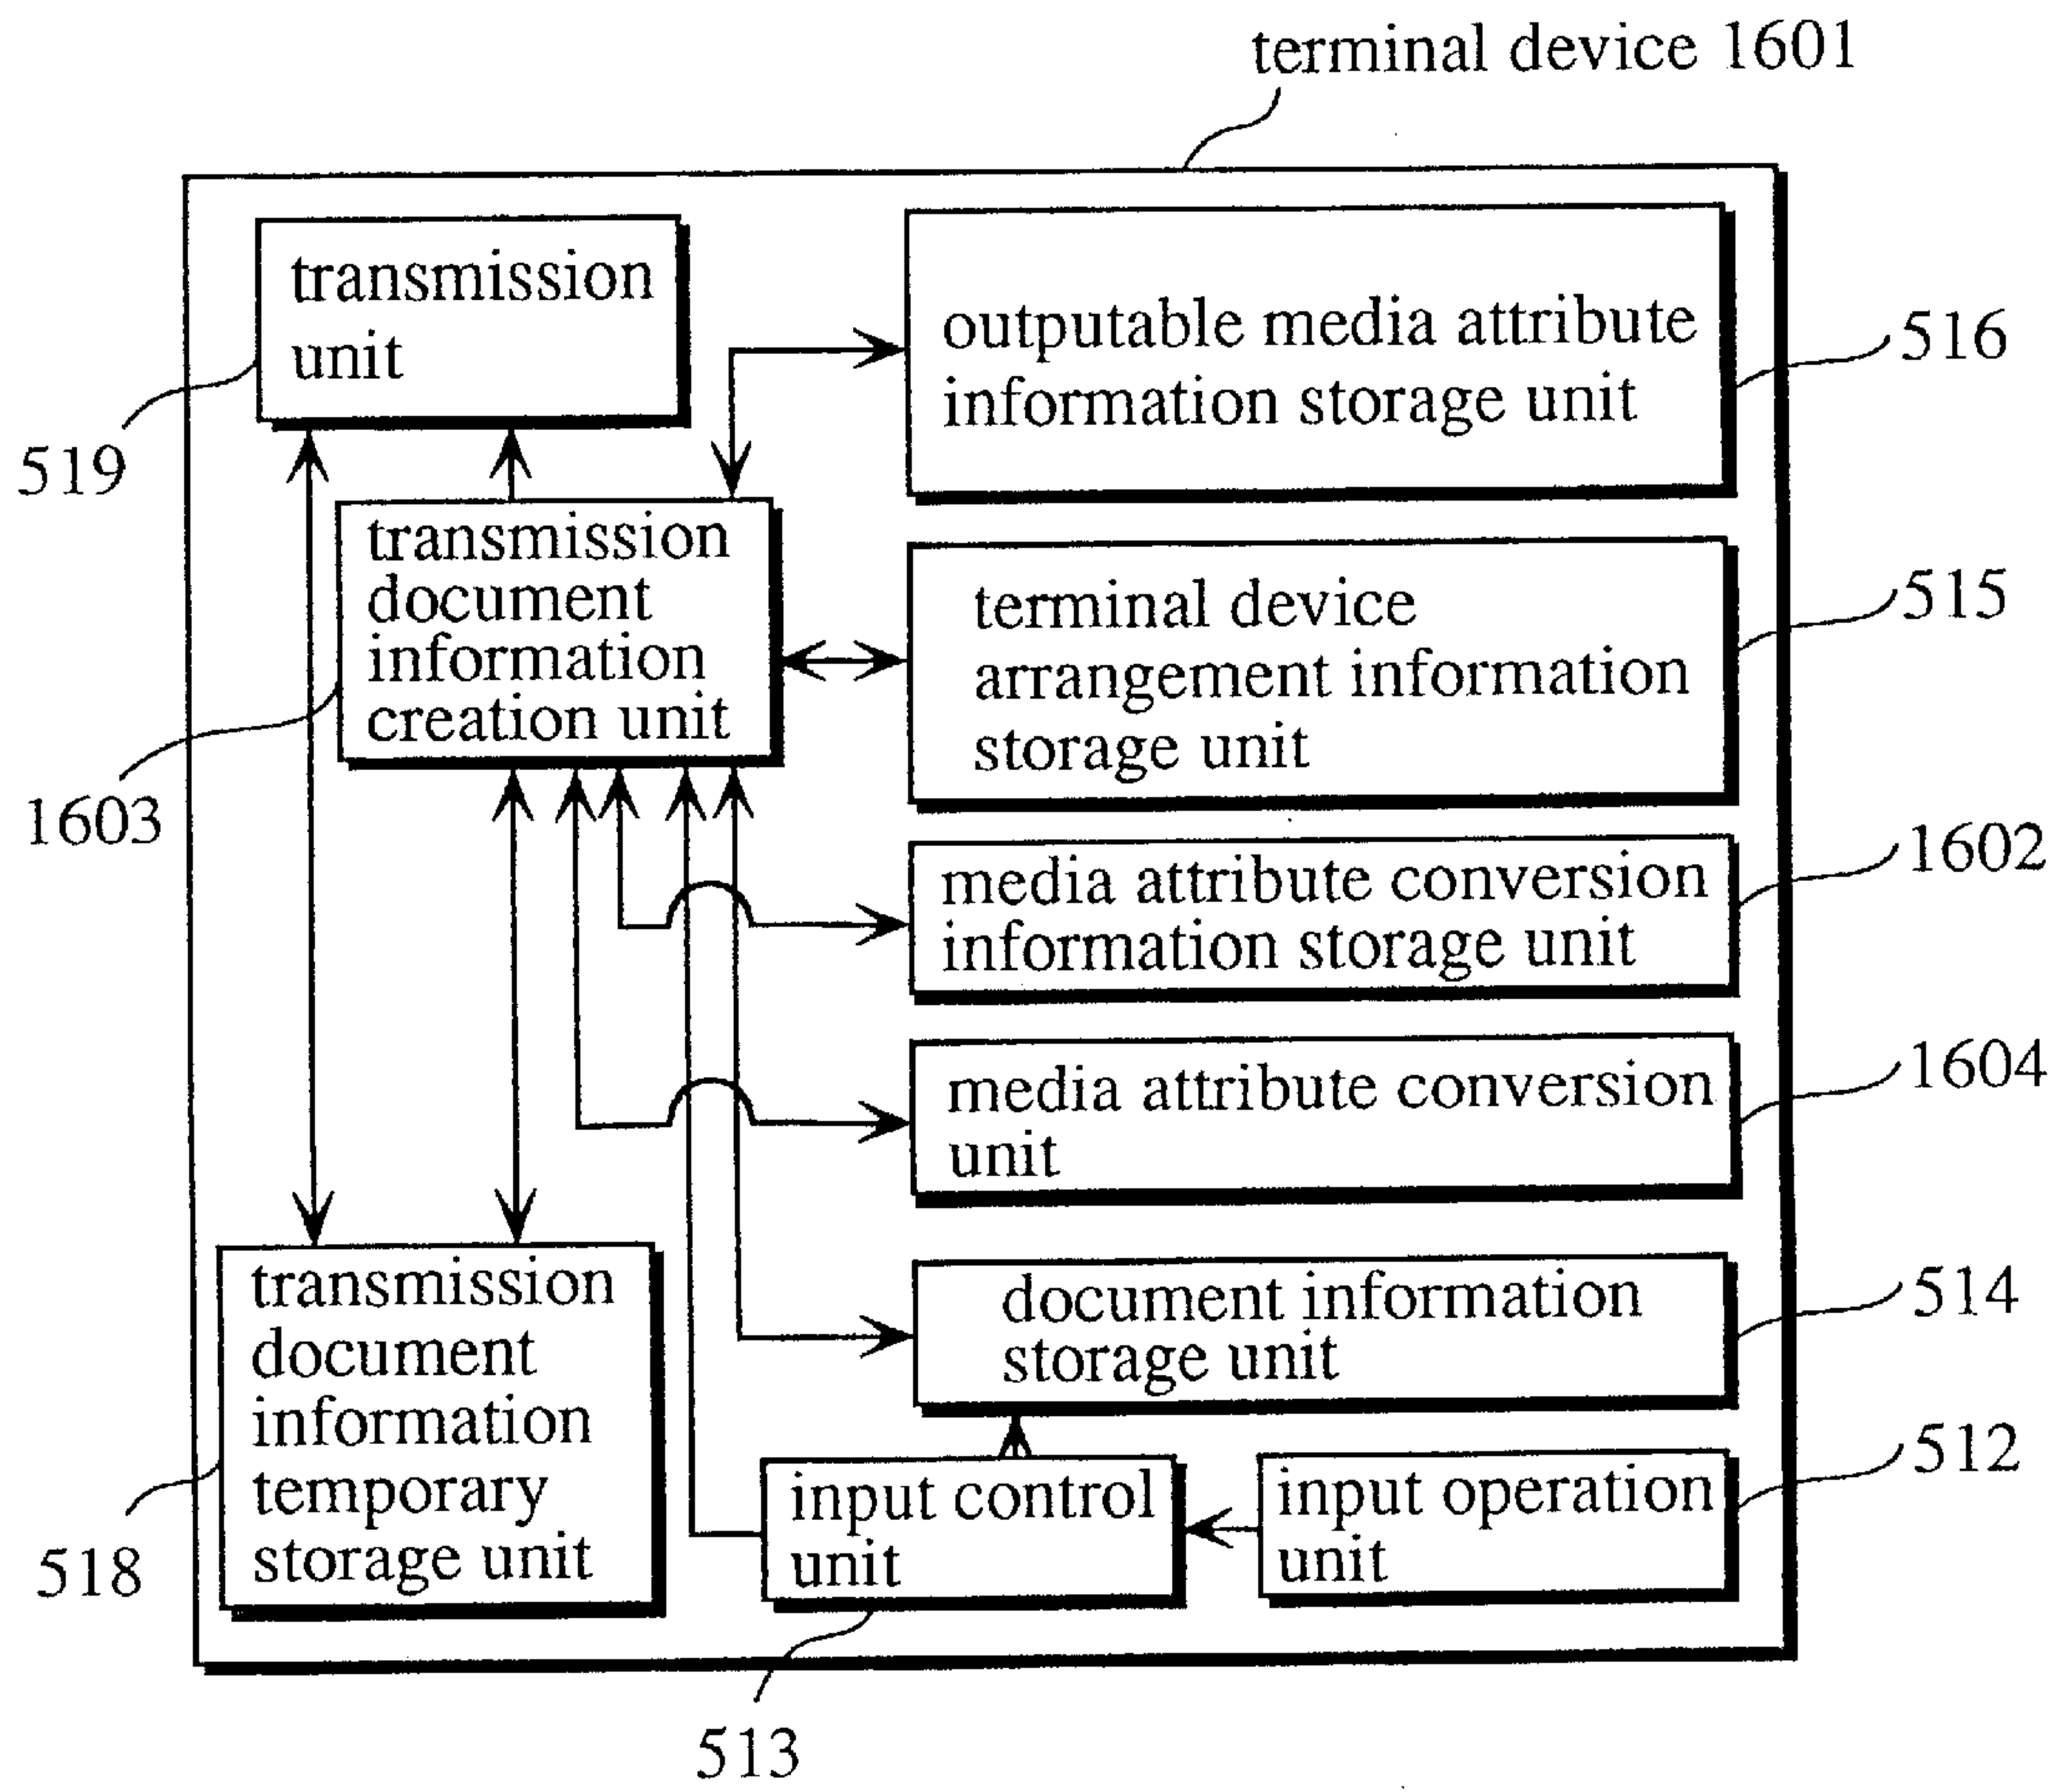 terminal device 1601
transmission
unit
519
outputable media attribute
information storage unit
516
transmission
document
information
creation unit
1603
terminal device
arrangement information
storage unit
515
media attribute conversion
information storage unit
1602
media attribute conversion
unit
1604
transmission
document
information
temporary
storage unit
518
document information
storage unit
514
input control
unit
513
input operation
unit
512